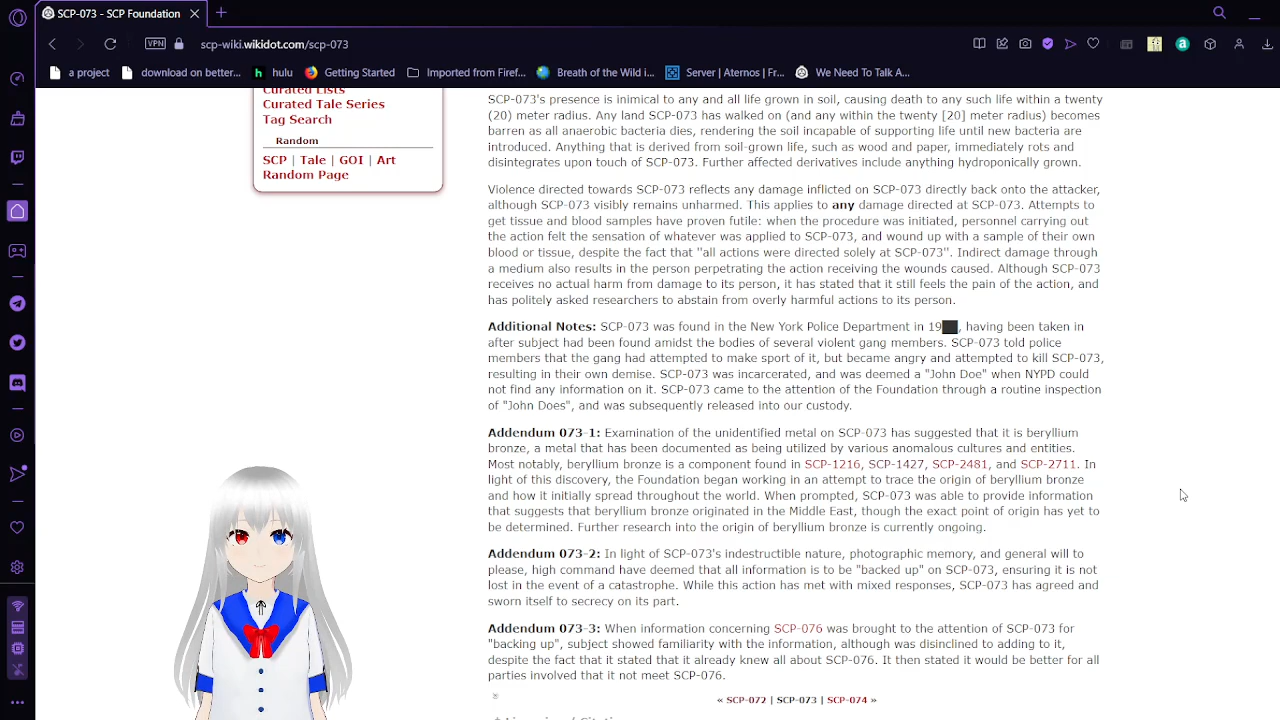 SCP-073 - SCP Foundation
VPN
scp-wiki.wikidot.com/scp-073
a project
download on better...
hulu
Getting Started
Imported from Firef...
Breath of the Wild i...
Server | Aternos | Fr...
We Need To Talk A...
Curated Lists
Curated Tale Series
Tag Search
Random
SCP | Tale | GOI | Art
Random Page
SCP-073's presence is inimical to any and all life grown in soil, causing death to any such life within a twenty
(20) meter radius. Any land SCP-073 has walked on (and any within the twenty [20] meter radius) becomes
barren as all anaerobic bacteria dies, rendering the soil incapable of supporting life until new bacteria are
introduced. Anything that is derived from soil-grown life, such as wood and paper, immediately rots and
disintegrates upon touch of SCP-073. Further affected derivatives include anything hydroponically grown.
Violence directed towards SCP-073 reflects any damage inflicted on SCP-073 directly back onto the attacker,
although SCP-073 visibly remains unharmed. This applies to any damage directed at SCP-073. Attempts to
get tissue and blood samples have proven futile: when the procedure was initiated, personnel carrying out
the action felt the sensation of whatever was applied to SCP-073, and wound up with a sample of their own
blood or tissue, despite the fact that "all actions were directed solely at SCP-073". Indirect damage through
a medium also results in the person perpetrating the action receiving the wounds caused. Although SCP-073
receives no actual harm from damage to its person, it has stated that it still feels the pain of the action, and
has politely asked researchers to abstain from overly harmful actions to its person.
Additional Notes: SCP-073 was found in the New York Police Department in 19██, having been taken in
after subject had been found amidst the bodies of several violent gang members. SCP-073 told police
members that the gang had attempted to make sport of it, but became angry and attempted to kill SCP-073,
resulting in their own demise. SCP-073 was incarcerated, and was deemed a "John Doe" when NYPD could
not find any information on it. SCP-073 came to the attention of the Foundation through a routine inspection
of "John Does", and was subsequently released into our custody.
Addendum 073-1: Examination of the unidentified metal on SCP-073 has suggested that it is beryllium
bronze, a metal that has been documented as being utilized by various anomalous cultures and entities.
Most notably, beryllium bronze is a component found in SCP-1216, SCP-1427, SCP-2481, and SCP-2711. In
light of this discovery, the Foundation began working in an attempt to trace the origin of beryllium bronze
and how it initially spread throughout the world. When prompted, SCP-073 was able to provide information
that suggests that beryllium bronze originated in the Middle East, though the exact point of origin has yet to
be determined. Further research into the origin of beryllium bronze is currently ongoing.
Addendum 073-2: In light of SCP-073's indestructible nature, photographic memory, and general will to
please, high command have deemed that all information is to be "backed up" on SCP-073, ensuring it is not
lost in the event of a catastrophe. While this action has met with mixed responses, SCP-073 has agreed and
sworn itself to secrecy on its part.
Addendum 073-3: When information concerning SCP-076 was brought to the attention of SCP-073 for
"backing up", subject showed familiarity with the information, although was disinclined to adding to it,
despite the fact that it stated that it already knew all about SCP-076. It then stated it would be better for all
parties involved that it not meet SCP-076.
« SCP-072 | SCP-073 | SCP-074 »